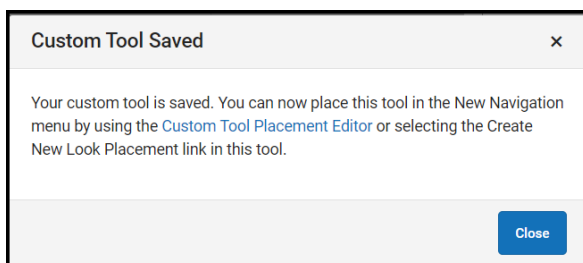 Custom Tool Saved ×
Your custom tool is saved. You can now place this tool in the New Navigation
menu by using the Custom Tool Placement Editor or selecting the Create
New Look Placement link in this tool.
Close